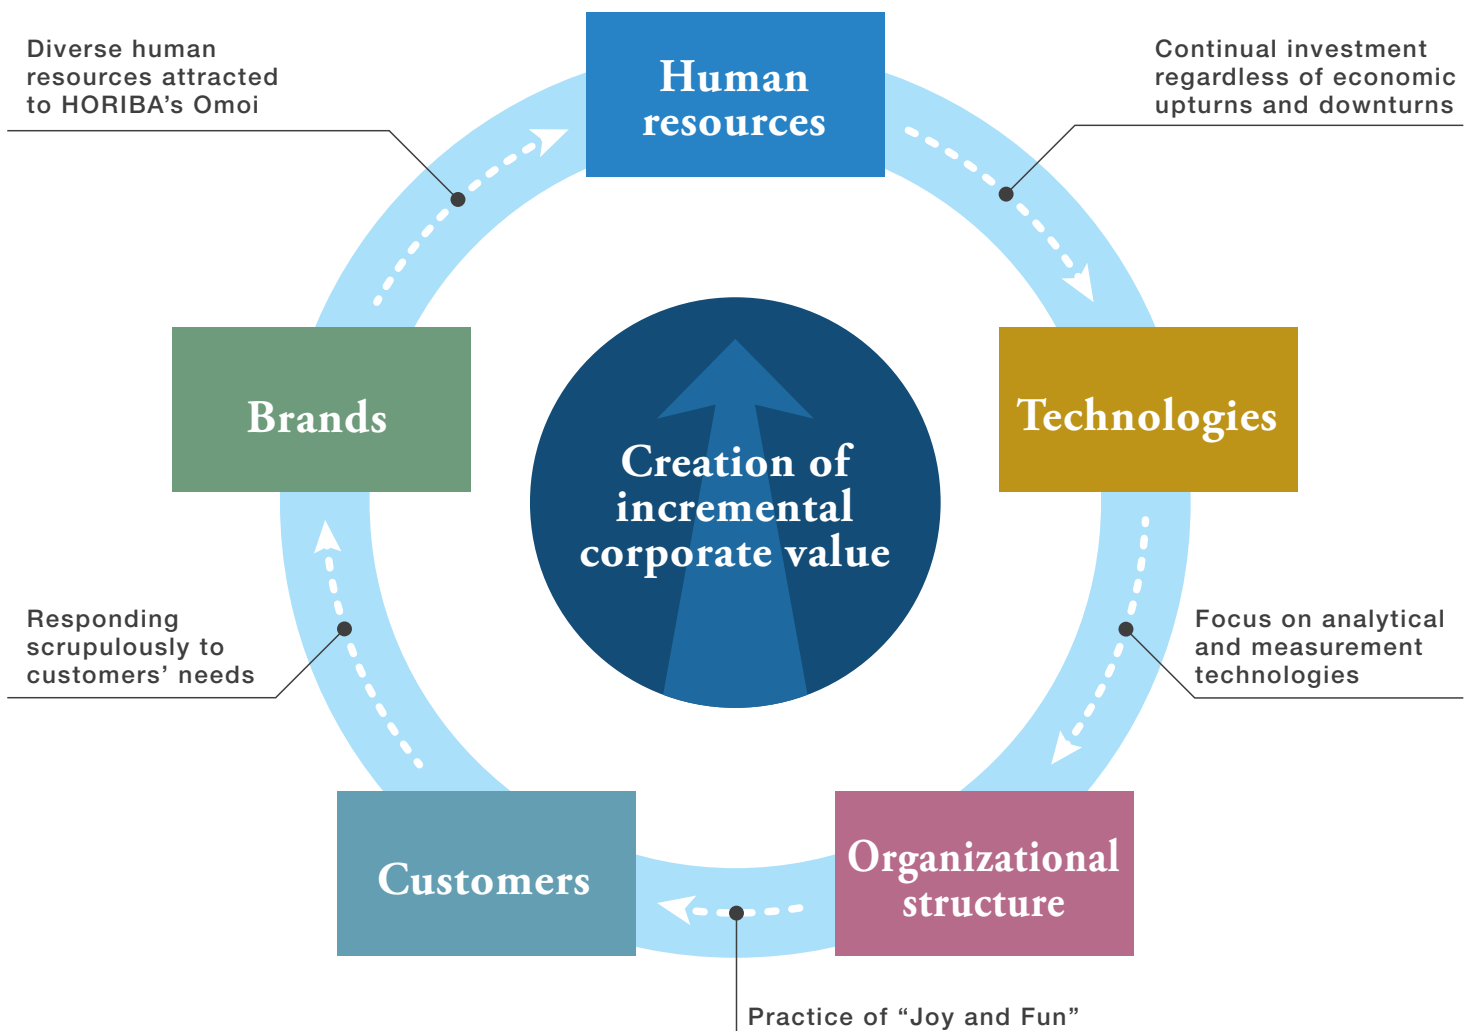 Diverse human
resources attracted
to HORIBA’s Omoi
Human
resources
Continual investment
regardless of economic
upturns and downturns
Brands
Technologies
Creation of
incremental
corporate value
Responding
scrupulously to
customers’ needs
Focus on analytical
and measurement
technologies
Customers
Organizational
structure
Practice of “Joy and Fun”